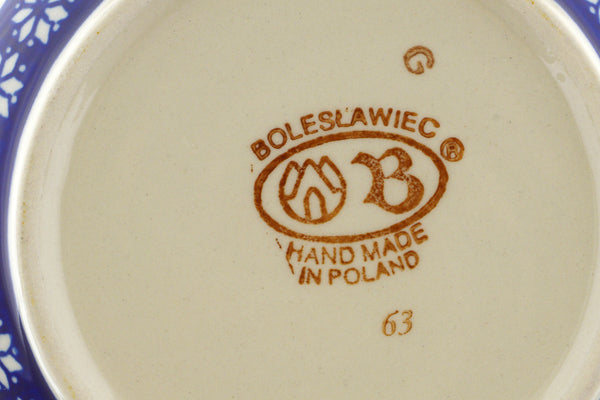 G
BOLESŁAWIEC ®
B
HAND MADE
IN POLAND
63